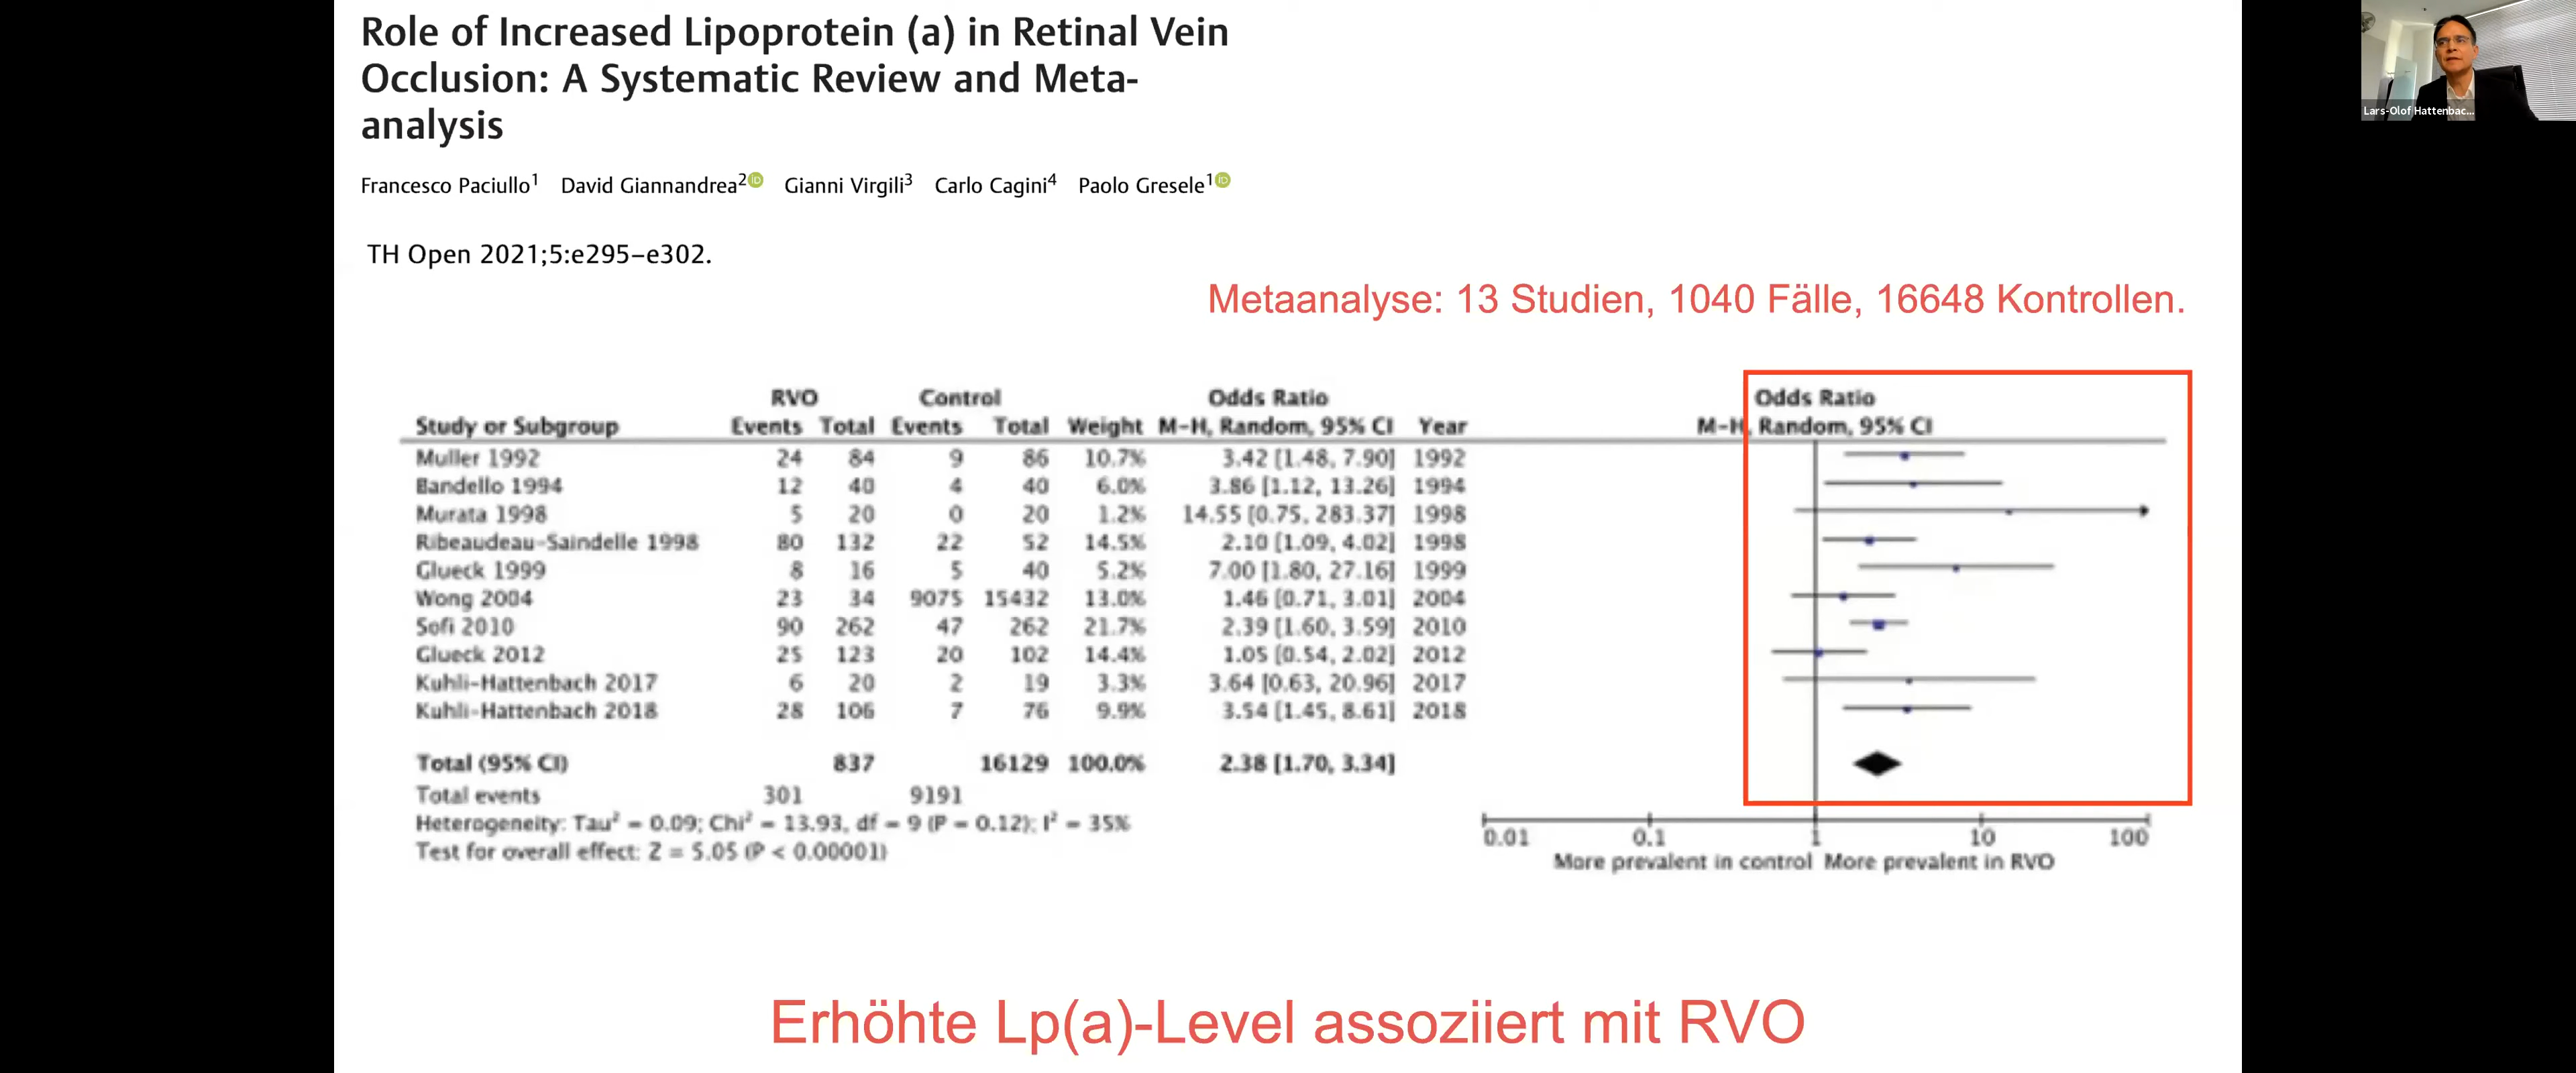 Role of Increased Lipoprotein (a) in Retinal Vein
Occlusion: A Systematic Review and Meta-
analysis
Francesco Paciullo1 David Giannandrea2 Gianni Virgili3 Carlo Cagini4 Paolo Gresele1
TH Open 2021;5:e295–e302.
Metaanalyse: 13 Studien, 1040 Fälle, 16648 Kontrollen.
RVO Control Odds Ratio Odds Ratio
Study or Subgroup Events Total Events Total Weight M-H, Random, 95% CI Year M-H, Random, 95% CI
Muller 1992 24 84 9 86 10.7% 3.42 [1.48, 7.90] 1992
Bandello 1994 12 40 4 40 6.0% 3.86 [1.12, 13.26] 1994
Murata 1998 5 20 0 20 1.2% 14.55 [0.75, 283.37] 1998
Ribeaudeau-Saindelle 1998 80 132 22 52 14.5% 2.10 [1.09, 4.02] 1998
Glueck 1999 8 16 5 40 5.2% 7.00 [1.80, 27.16] 1999
Wong 2004 23 34 9075 15432 13.0% 1.46 [0.71, 3.01] 2004
Sofi 2010 90 262 47 262 21.7% 2.39 [1.60, 3.59] 2010
Glueck 2012 25 123 20 102 14.4% 1.05 [0.54, 2.02] 2012
Kuhli-Hattenbach 2017 6 20 2 19 3.3% 3.64 [0.63, 20.96] 2017
Kuhli-Hattenbach 2018 28 106 7 76 9.9% 3.54 [1.45, 8.61] 2018
Total (95% CI) 837 16129 100.0% 2.38 [1.70, 3.34]
Total events 301 9191
Heterogeneity: Tau² = 0.09; Chi² = 13.93, df = 9 (P = 0.12); I² = 35%
Test for overall effect: Z = 5.05 (P < 0.00001)
0.01 0.1 1 10 100
More prevalent in control More prevalent in RVO
Erhöhte Lp(a)-Level assoziiert mit RVO
Lars-Olof Hattenbac...